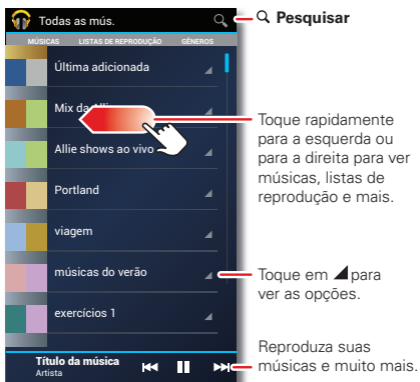 Todas as mús.
Pesquisar
MÚSICAS LISTAS DE REPRODUÇÃO GÊNEROS
Última adicionada
Mix da Allie
Allie shows ao vivo
Portland
viagem
músicas do verão
exercícios 1
Título da música
Artista
Toque rapidamente
para a esquerda ou
para a direita para ver
músicas, listas de
reprodução e mais.
Toque em para
ver as opções.
Reproduza suas
músicas e muito mais.